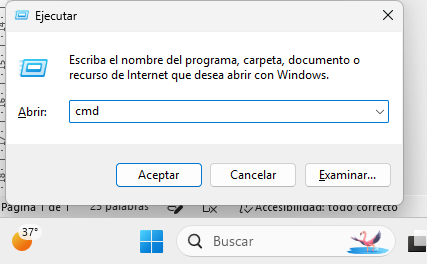 Ejecutar
Escriba el nombre del programa, carpeta, documento o
recurso de Internet que desea abrir con Windows.
Abrir:
cmd
Aceptar
Cancelar
Examinar...
Página 1 de 1
25 palabras
Accesibilidad: todo correcto
37°
Buscar